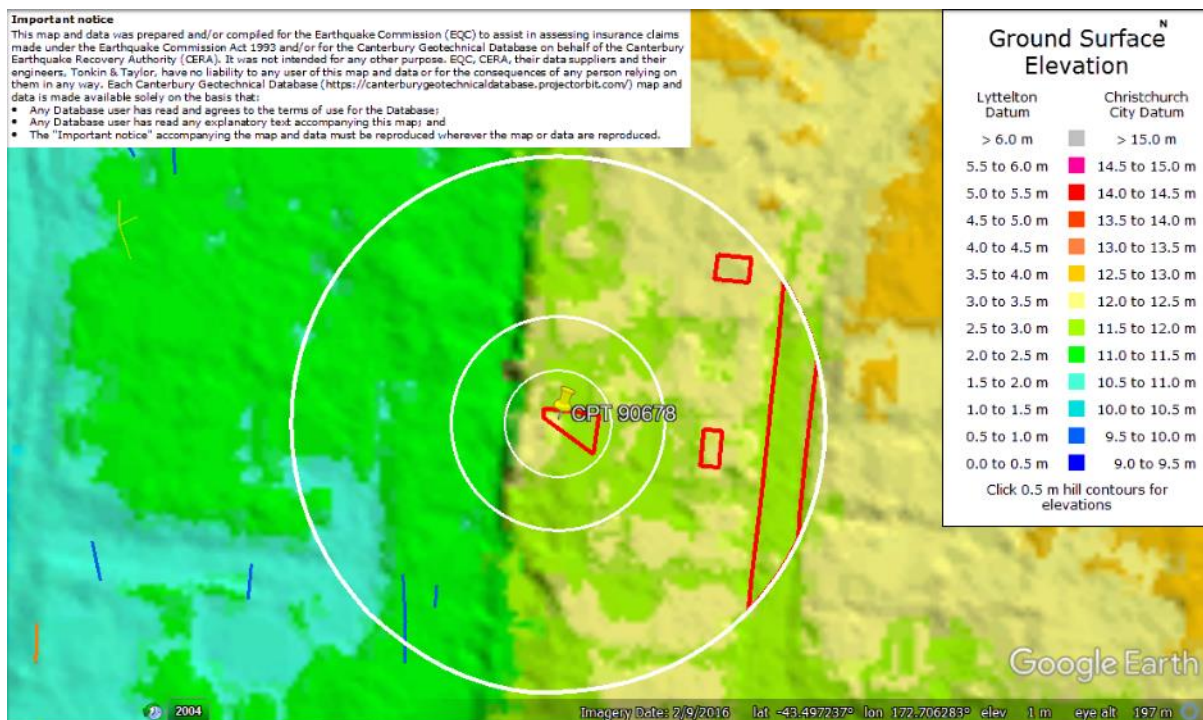 Important notice
This map and data was prepared and/or compiled for the Earthquake Commission (EQC) to assist in assessing insurance claims
made under the Earthquake Commission Act 1993 and/or for the Canterbury Geotechnical Database on behalf of the Canterbury
Earthquake Recovery Authority (CERA). It was not intended for any other purpose. EQC, CERA, their data suppliers and their
engineers, Tonkin & Taylor, have no liability to any user of this map and data or for the consequences of any person relying on
them in any way. Each Canterbury Geotechnical Database (https://canterburygeotechnicaldatabase.projectorbit.com/) map and
data is made available solely on the basis that:
• Any Database user has read and agrees to the terms of use for the Database;
• Any Database user has read any explanatory text accompanying this map; and
• The "Important notice" accompanying the map and data must be reproduced wherever the map or data are reproduced.
N
Ground Surface
Elevation
Lyttelton Christchurch
Datum City Datum
> 6.0 m > 15.0 m
5.5 to 6.0 m 14.5 to 15.0 m
5.0 to 5.5 m 14.0 to 14.5 m
4.5 to 5.0 m 13.5 to 14.0 m
4.0 to 4.5 m 13.0 to 13.5 m
3.5 to 4.0 m 12.5 to 13.0 m
3.0 to 3.5 m 12.0 to 12.5 m
2.5 to 3.0 m 11.5 to 12.0 m
2.0 to 2.5 m 11.0 to 11.5 m
1.5 to 2.0 m 10.5 to 11.0 m
1.0 to 1.5 m 10.0 to 10.5 m
0.5 to 1.0 m 9.5 to 10.0 m
0.0 to 0.5 m 9.0 to 9.5 m
Click 0.5 m hill contours for
elevations
CPT 90678
Google Earth
2004
Imagery Date: 2/9/2016 lat -43.497237° lon 172.706283° elev 1 m eye alt 197 m